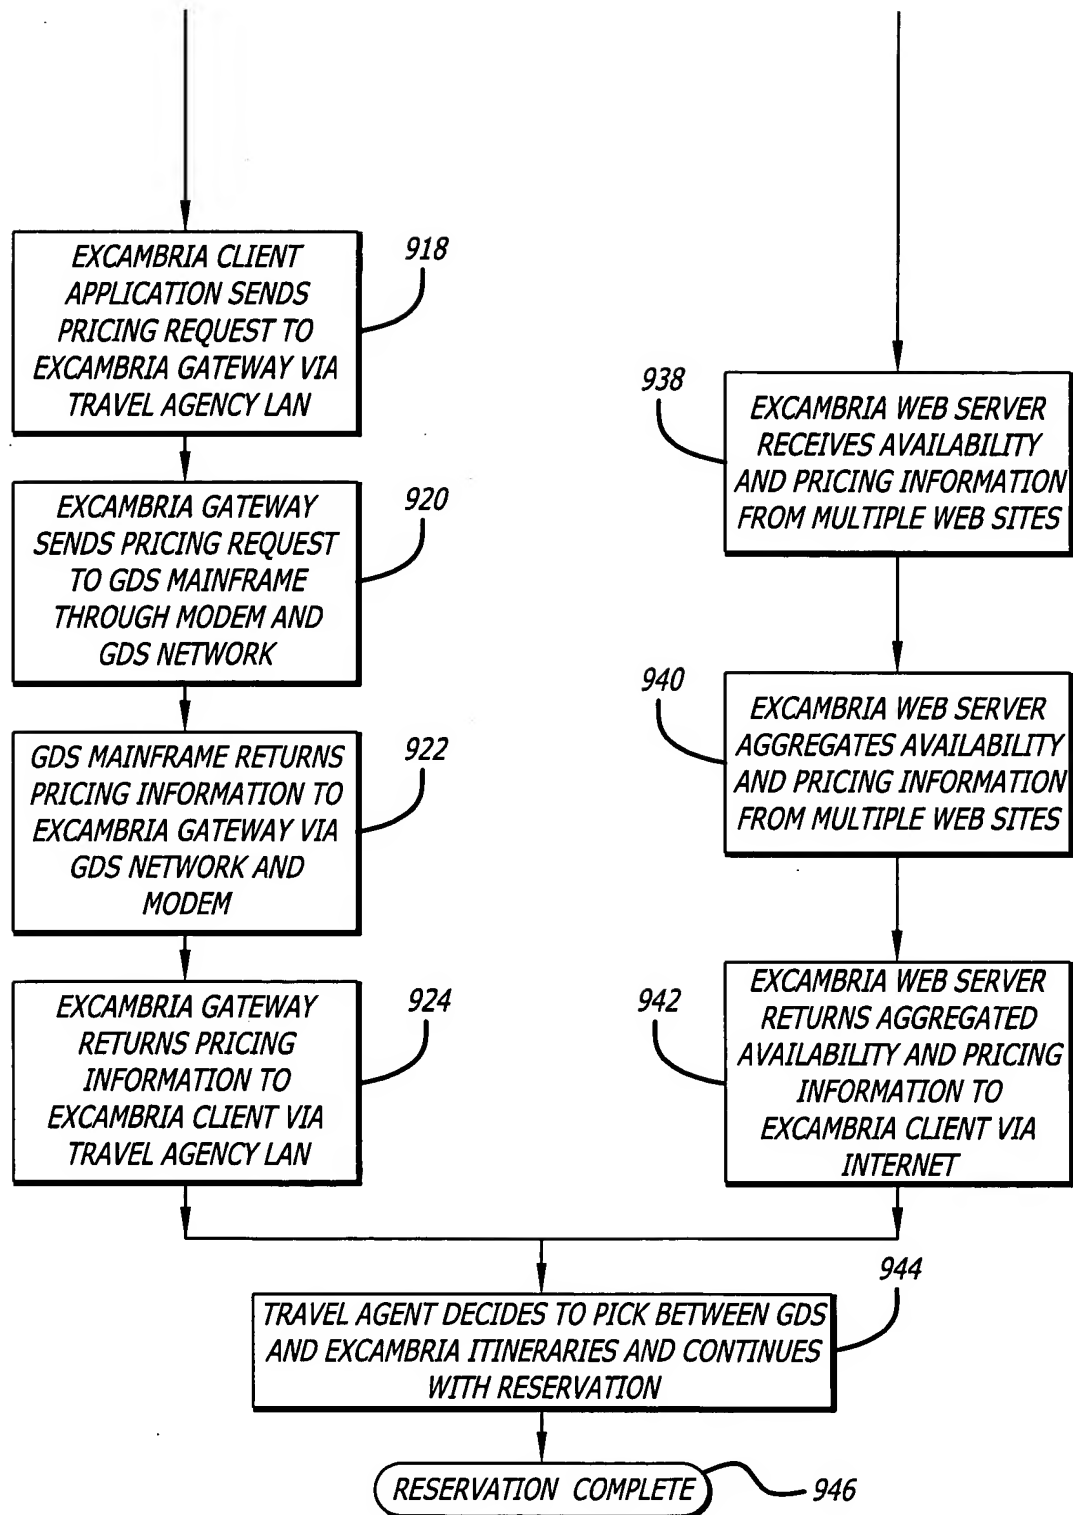 EXCAMBRIA CLIENT
APPLICATION SENDS
PRICING REQUEST TO
EXCAMBRIA GATEWAY VIA
TRAVEL AGENCY LAN
918
EXCAMBRIA GATEWAY
SENDS PRICING REQUEST
TO GDS MAINFRAME
THROUGH MODEM AND
GDS NETWORK
920
GDS MAINFRAME RETURNS
PRICING INFORMATION TO
EXCAMBRIA GATEWAY VIA
GDS NETWORK AND
MODEM
922
EXCAMBRIA GATEWAY
RETURNS PRICING
INFORMATION TO
EXCAMBRIA CLIENT VIA
TRAVEL AGENCY LAN
924
938
EXCAMBRIA WEB SERVER
RECEIVES AVAILABILITY
AND PRICING INFORMATION
FROM MULTIPLE WEB SITES
940
EXCAMBRIA WEB SERVER
AGGREGATES AVAILABILITY
AND PRICING INFORMATION
FROM MULTIPLE WEB SITES
942
EXCAMBRIA WEB SERVER
RETURNS AGGREGATED
AVAILABILITY AND PRICING
INFORMATION TO
EXCAMBRIA CLIENT VIA
INTERNET
944
TRAVEL AGENT DECIDES TO PICK BETWEEN GDS
AND EXCAMBRIA ITINERARIES AND CONTINUES
WITH RESERVATION
RESERVATION COMPLETE
946